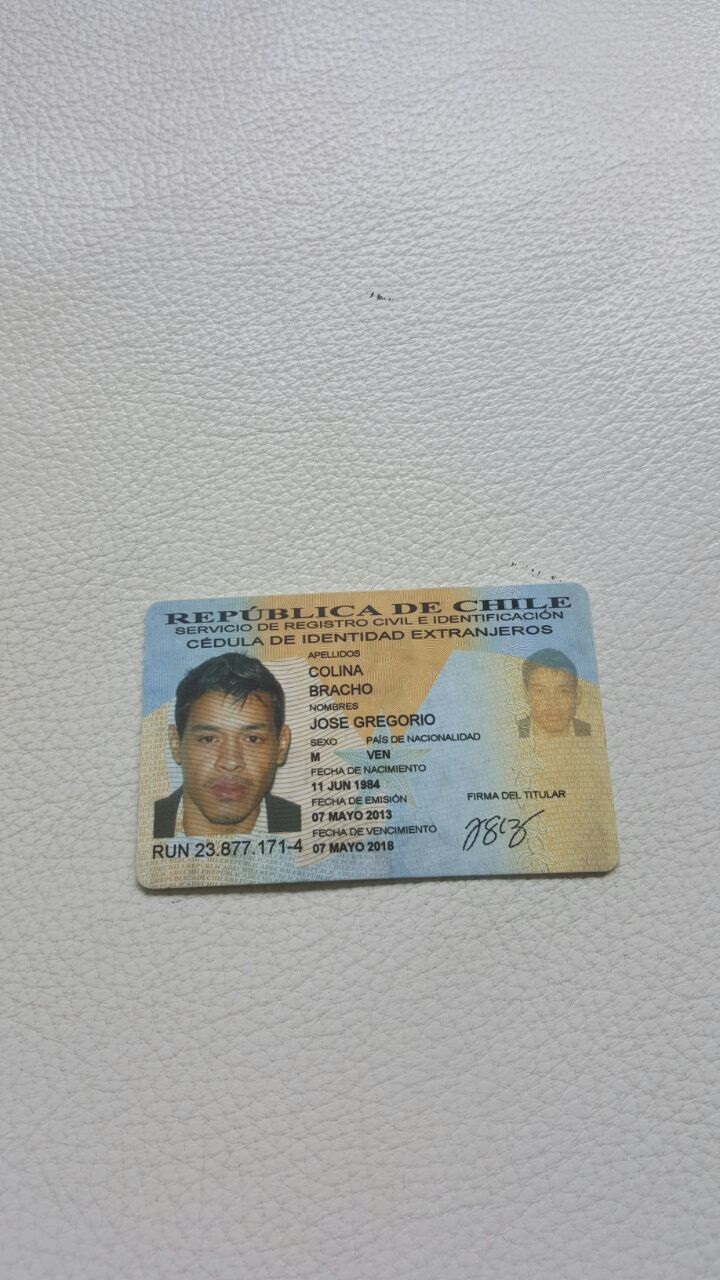 REPÚBLICA DE CHILE
SERVICIO DE REGISTRO CIVIL E IDENTIFICACIÓN
CÉDULA DE IDENTIDAD EXTRANJEROS
APELLIDOS
COLINA
BRACHO
NOMBRES
JOSE GREGORIO
SEXO PAÍS DE NACIONALIDAD
M VEN
FECHA DE NACIMIENTO
11 JUN 1984
FECHA DE EMISIÓN
07 MAYO 2013
FECHA DE VENCIMIENTO
07 MAYO 2018
FIRMA DEL TITULAR
RUN 23.877.171-4